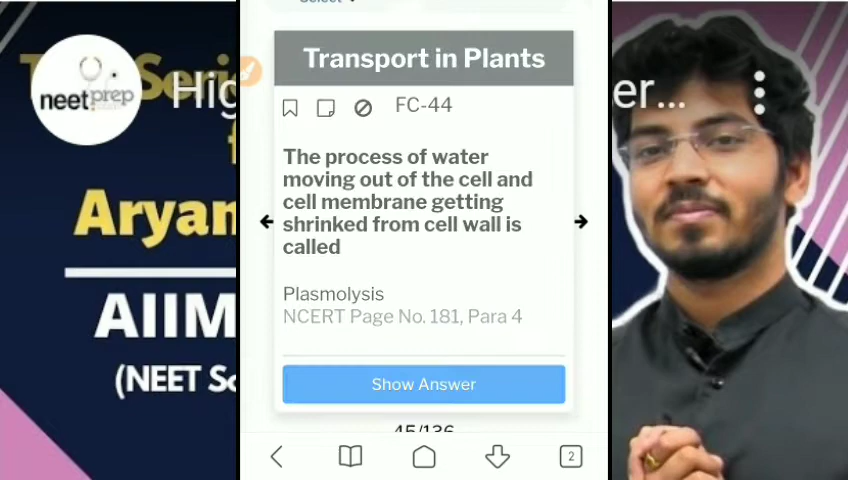 Select
Transport in Plants
FC-44
neetprep
Hig
er...
The process of water
moving out of the cell and
cell membrane getting
shrinked from cell wall is
called
Aryan
Plasmolysis
NCERT Page No. 181, Para 4
AIIM
(NEET Sc
Show Answer
45/136
2